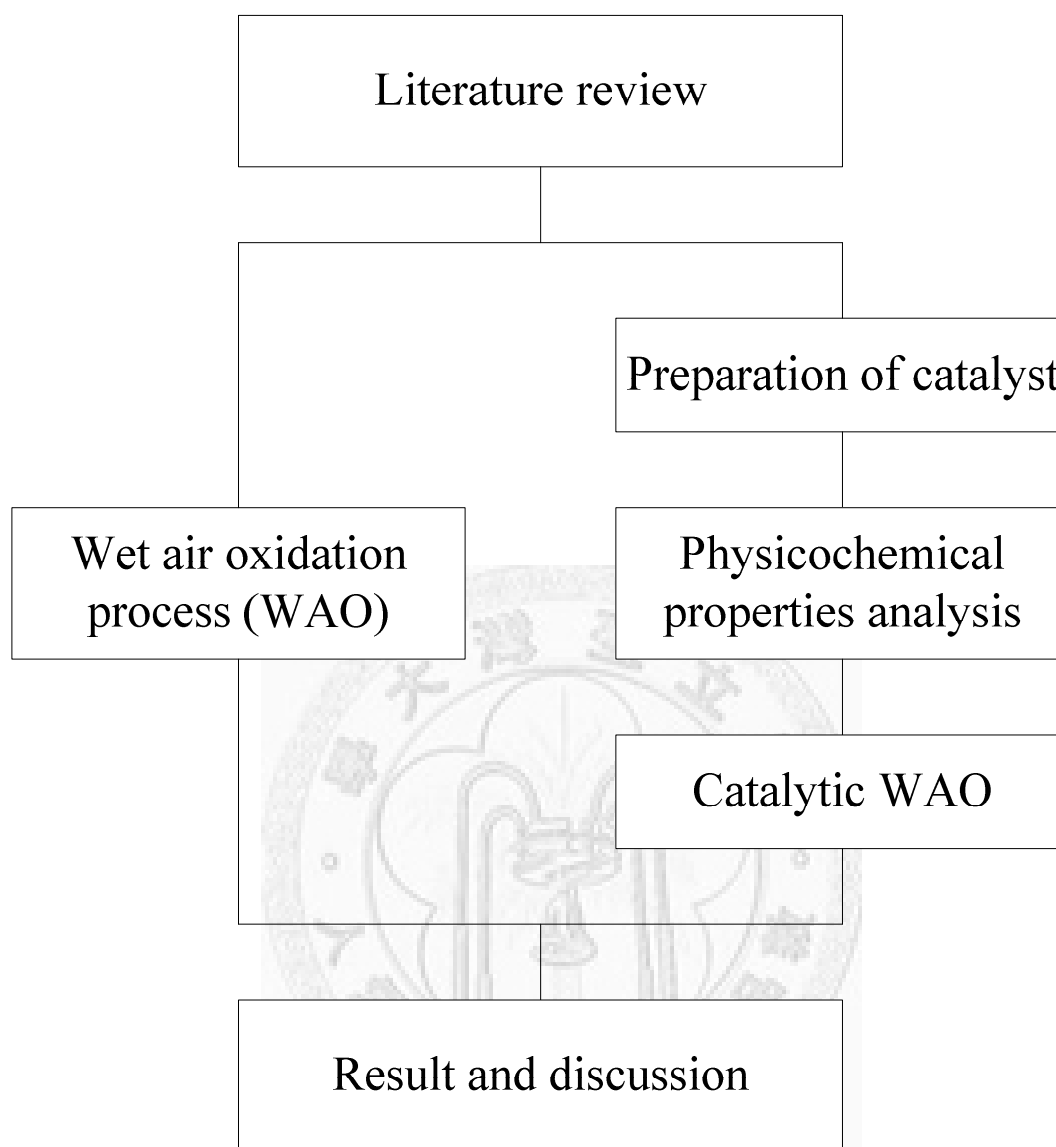 Literature review
Preparation of catalyst
Wet air oxidation
process (WAO)
Physicochemical
properties analysis
Catalytic WAO
Result and discussion